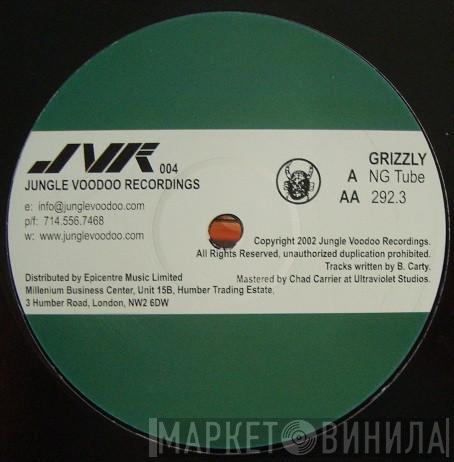 JVR 004
JUNGLE VOODOO RECORDINGS
e: info@junglevoodoo.com
p/f: 714.556.7468
w: www.junglevoodoo.com
GRIZZLY
A NG Tube
AA 292.3
Copyright 2002 Jungle Voodoo Recordings.
All Rights Reserved, unauthorized duplication prohibited.
Tracks written by B. Carty.
Mastered by Chad Carrier at Ultraviolet Studios.
Distributed by Epicentre Music Limited
Millenium Business Center, Unit 15B, Humber Trading Estate,
3 Humber Road, London, NW2 6DW
МАРКЕТ ВИНИЛА